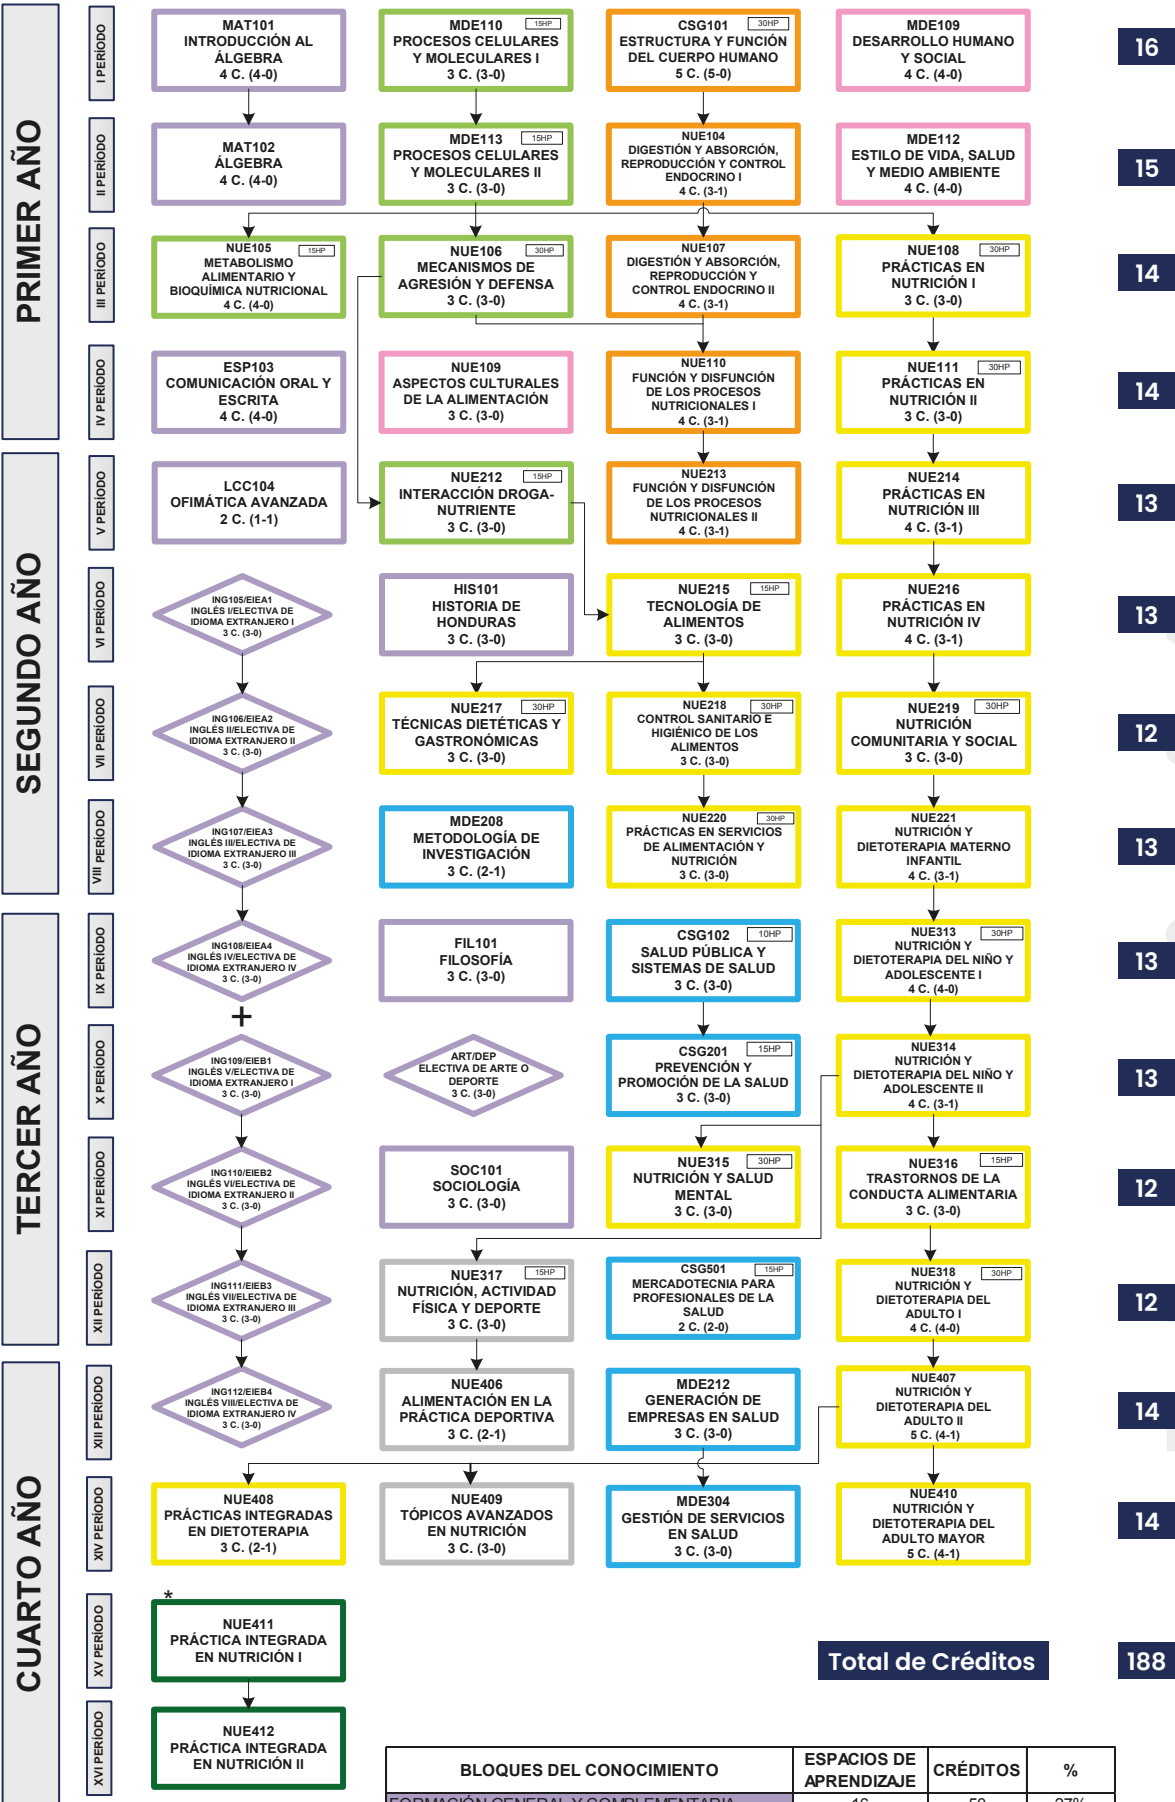 PRIMER AÑO
I PERÍODO
MAT101
INTRODUCCIÓN AL
ÁLGEBRA
4 C. (4-0)
MDE110
15HP
PROCESOS CELULARES
Y MOLECULARES I
3 C. (3-0)
CSG101
30HP
ESTRUCTURA Y FUNCIÓN
DEL CUERPO HUMANO
5 C. (5-0)
MDE109
DESARROLLO HUMANO
Y SOCIAL
4 C. (4-0)
16
II PERÍODO
MAT102
ÁLGEBRA
4 C. (4-0)
MDE113
15HP
PROCESOS CELULARES
Y MOLECULARES II
3 C. (3-0)
NUE104
DIGESTIÓN Y ABSORCIÓN,
REPRODUCCIÓN Y CONTROL
ENDOCRINO I
4 C. (3-1)
MDE112
ESTILO DE VIDA, SALUD
Y MEDIO AMBIENTE
4 C. (4-0)
15
III PERÍODO
NUE105
15HP
METABOLISMO
ALIMENTARIO Y
BIOQUÍMICA NUTRICIONAL
4 C. (4-0)
NUE106
30HP
MECANISMOS DE
AGRESIÓN Y DEFENSA
3 C. (3-0)
NUE107
DIGESTIÓN Y ABSORCIÓN,
REPRODUCCIÓN Y
CONTROL ENDOCRINO II
4 C. (3-1)
NUE108
30HP
PRÁCTICAS EN
NUTRICIÓN I
3 C. (3-0)
14
IV PERÍODO
ESP103
COMUNICACIÓN ORAL Y
ESCRITA
4 C. (4-0)
NUE109
ASPECTOS CULTURALES
DE LA ALIMENTACIÓN
3 C. (3-0)
NUE110
FUNCIÓN Y DISFUNCIÓN
DE LOS PROCESOS
NUTRICIONALES I
4 C. (3-1)
NUE111
30HP
PRÁCTICAS EN
NUTRICIÓN II
3 C. (3-0)
14
SEGUNDO AÑO
V PERÍODO
LCC104
OFIMÁTICA AVANZADA
2 C. (1-1)
NUE212
15HP
INTERACCIÓN DROGA-
NUTRIENTE
3 C. (3-0)
NUE213
FUNCIÓN Y DISFUNCIÓN
DE LOS PROCESOS
NUTRICIONALES II
4 C. (3-1)
NUE214
PRÁCTICAS EN
NUTRICIÓN III
4 C. (3-1)
13
VI PERÍODO
ING105/EIEA1
INGLÉS I/ELECTIVA DE
IDIOMA EXTRANJERO I
3 C. (3-0)
HIS101
HISTORIA DE
HONDURAS
3 C. (3-0)
NUE215
15HP
TECNOLOGÍA DE
ALIMENTOS
3 C. (3-0)
NUE216
PRÁCTICAS EN
NUTRICIÓN IV
4 C. (3-1)
13
VII PERÍODO
ING106/EIEA2
INGLÉS II/ELECTIVA DE
IDIOMA EXTRANJERO II
3 C. (3-0)
NUE217
30HP
TÉCNICAS DIETÉTICAS Y
GASTRONÓMICAS
3 C. (3-0)
NUE218
30HP
CONTROL SANITARIO E
HIGIÉNICO DE LOS
ALIMENTOS
3 C. (3-0)
NUE219
30HP
NUTRICIÓN
COMUNITARIA Y SOCIAL
3 C. (3-0)
12
VIII PERÍODO
ING107/EIEA3
INGLÉS III/ELECTIVA DE
IDIOMA EXTRANJERO III
3 C. (3-0)
MDE208
METODOLOGÍA DE
INVESTIGACIÓN
3 C. (2-1)
NUE220
30HP
PRÁCTICAS EN SERVICIOS
DE ALIMENTACIÓN Y
NUTRICIÓN
3 C. (3-0)
NUE221
NUTRICIÓN Y
DIETOTERAPIA MATERNO
INFANTIL
4 C. (3-1)
13
TERCER AÑO
IX PERÍODO
ING108/EIEA4
INGLÉS IV/ELECTIVA DE
IDIOMA EXTRANJERO IV
3 C. (3-0)
+
FIL101
FILOSOFÍA
3 C. (3-0)
CSG102
10HP
SALUD PÚBLICA Y
SISTEMAS DE SALUD
3 C. (3-0)
NUE313
30HP
NUTRICIÓN Y
DIETOTERAPIA DEL NIÑO Y
ADOLESCENTE I
4 C. (4-0)
13
X PERÍODO
ING109/EIEB1
INGLÉS V/ELECTIVA DE
IDIOMA EXTRANJERO I
3 C. (3-0)
ART/DEP
ELECTIVA DE ARTE O
DEPORTE
3 C. (3-0)
CSG201
15HP
PREVENCIÓN Y
PROMOCIÓN DE LA SALUD
3 C. (3-0)
NUE314
NUTRICIÓN Y
DIETOTERAPIA DEL NIÑO Y
ADOLESCENTE II
4 C. (3-1)
13
XI PERÍODO
ING110/EIEB2
INGLÉS VI/ELECTIVA DE
IDIOMA EXTRANJERO II
3 C. (3-0)
SOC101
SOCIOLOGÍA
3 C. (3-0)
NUE315
30HP
NUTRICIÓN Y SALUD
MENTAL
3 C. (3-0)
NUE316
15HP
TRASTORNOS DE LA
CONDUCTA ALIMENTARIA
3 C. (3-0)
12
XII PERÍODO
ING111/EIEB3
INGLÉS VII/ELECTIVA DE
IDIOMA EXTRANJERO III
3 C. (3-0)
NUE317
15HP
NUTRICIÓN, ACTIVIDAD
FÍSICA Y DEPORTE
3 C. (3-0)
CSG501
15HP
MERCADOTECNIA PARA
PROFESIONALES DE LA
SALUD
2 C. (2-0)
NUE318
30HP
NUTRICIÓN Y
DIETOTERAPIA DEL
ADULTO I
4 C. (4-0)
12
CUARTO AÑO
XIII PERÍODO
ING112/EIEB4
INGLÉS VIII/ELECTIVA DE
IDIOMA EXTRANJERO IV
3 C. (3-0)
NUE406
ALIMENTACIÓN EN LA
PRÁCTICA DEPORTIVA
3 C. (2-1)
MDE212
GENERACIÓN DE
EMPRESAS EN SALUD
3 C. (3-0)
NUE407
NUTRICIÓN Y
DIETOTERAPIA DEL
ADULTO II
5 C. (4-1)
14
XIV PERÍODO
NUE408
PRÁCTICAS INTEGRADAS
EN DIETOTERAPIA
3 C. (2-1)
NUE409
TÓPICOS AVANZADOS
EN NUTRICIÓN
3 C. (3-0)
MDE304
GESTIÓN DE SERVICIOS
EN SALUD
3 C. (3-0)
NUE410
NUTRICIÓN Y
DIETOTERAPIA DEL
ADULTO MAYOR
5 C. (4-1)
14
XV PERÍODO
*
NUE411
PRÁCTICA INTEGRADA
EN NUTRICIÓN I
Total de Créditos
188
XVI PERÍODO
NUE412
PRÁCTICA INTEGRADA
EN NUTRICIÓN II
BLOQUES DEL CONOCIMIENTO
ESPACIOS DE
APRENDIZAJE
CRÉDITOS
%
FORMACIÓN GENERAL Y COMPLEMENTARIA
16
50
27%